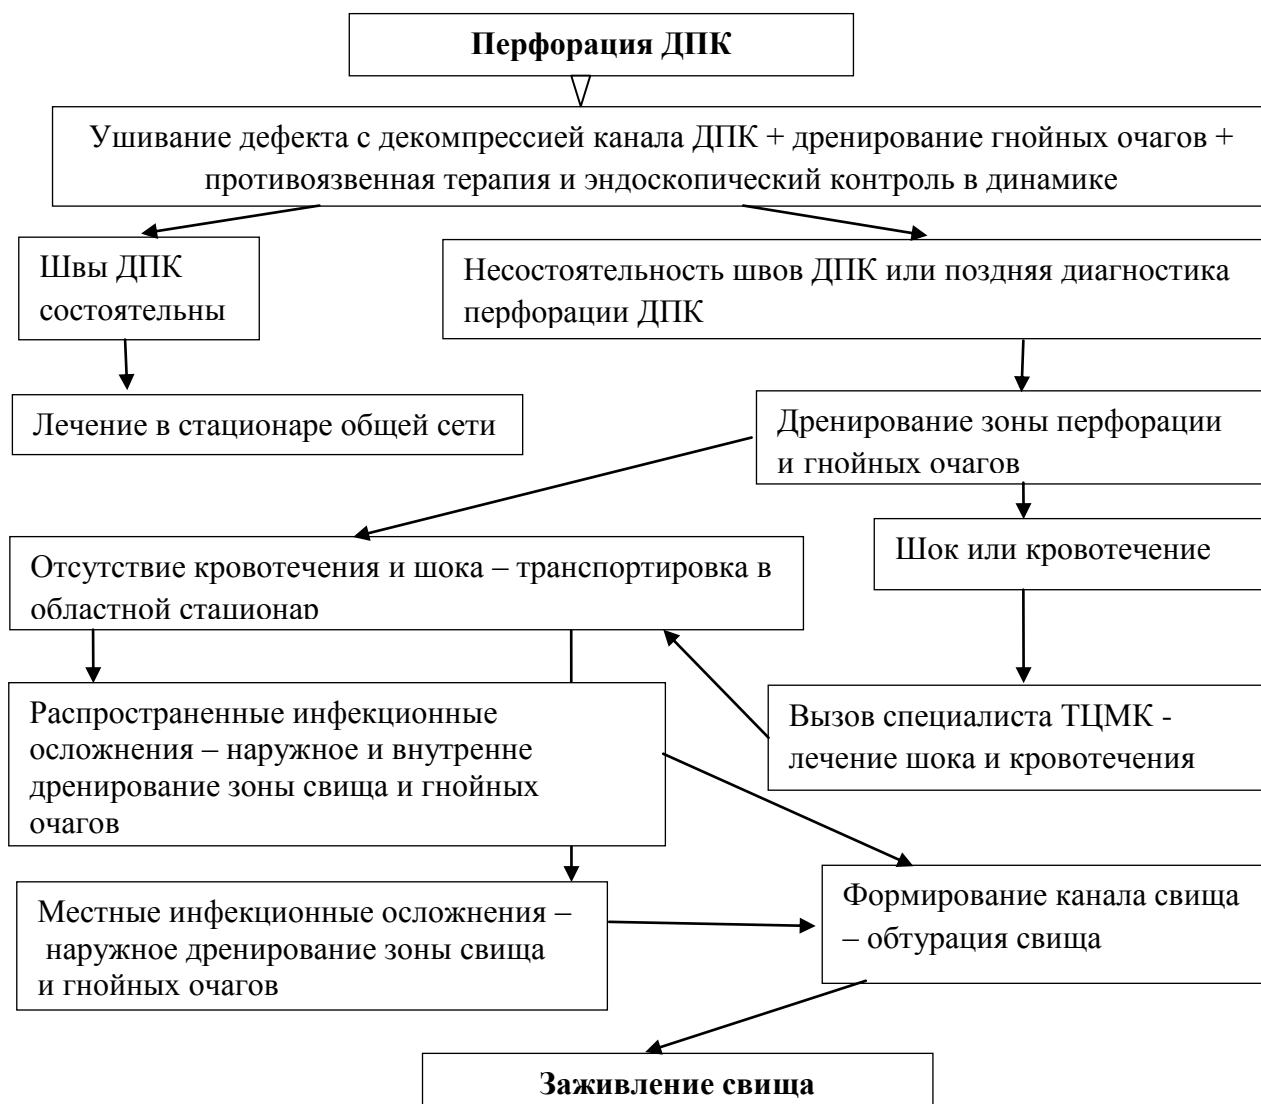 Перфорация ДПК
Ушивание дефекта с декомпрессией канала ДПК + дренирование гнойных очагов +
противоязвенная терапия и эндоскопический контроль в динамике
Швы ДПК
состоятельны
Несостоятельность швов ДПК или поздняя диагностика
перфорации ДПК
Лечение в стационаре общей сети
Дренирование зоны перфорации
и гнойных очагов
Шок или кровотечение
Отсутствие кровотечения и шока – транспортировка в
областной стационар
Распространенные инфекционные
осложнения – наружное и внутренне
дренирование зоны свища и гнойных
очагов
Вызов специалиста ТЦМК -
лечение шока и кровотечения
Местные инфекционные осложнения –
наружное дренирование зоны свища
и гнойных очагов
Формирование канала свища
– обтурация свища
Заживление свища